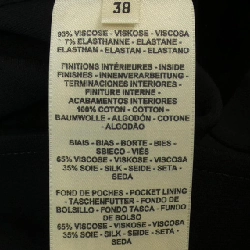 38
93% VISCOSE - VISKOSE - VISCOSA
7% ELASTHANNE - ELASTANE
ELASTHAN - ELASTAN - ELASTANO
FINITIONS INTÉRIEURES - INSIDE
FINISHES - INNENVERARBEITUNG -
TERMINACIONES INTERIORES
FINITURE INTERNE -
ACABAMENTOS INTERIORES
100% COTON - COTTON -
BAUMWOLLE - ALGODÓN - COTONE
ALGODÃO
BIAIS - BIAS - BORTE - BIES -
SBIECO - VIÉS
65% VISCOSE - VISKOSE - VISCOSA
35% SOIE - SILK - SEIDE - SETA -
SEDA
FOND DE POCHES - POCKET LINING
- TASCHENFUTTER - FONDO DE
BOLSILLO - FONDO TASCA - FUNDO
DE BOLSO
65% VISCOSE - VISKOSE - VISCOSA
35% SOIE - SILK - SEIDE - SETA -
SEDA